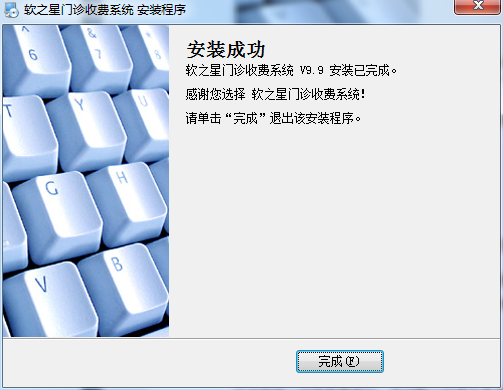 软之星门诊收费系统 安装程序
安装成功
软之星门诊收费系统 V9.9 安装已完成。
感谢您选择 软之星门诊收费系统!
请单击“完成”退出该安装程序。
^
&
6
7
T
Y
U
G
H
V
B
完成(F)